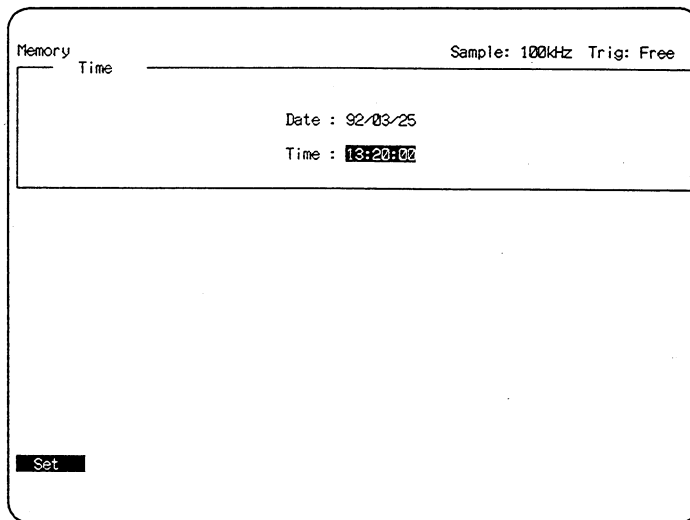 Memory Sample: 100kHz Trig: Free
Time
Date : 92/03/25
Time : 13:20:00
Set